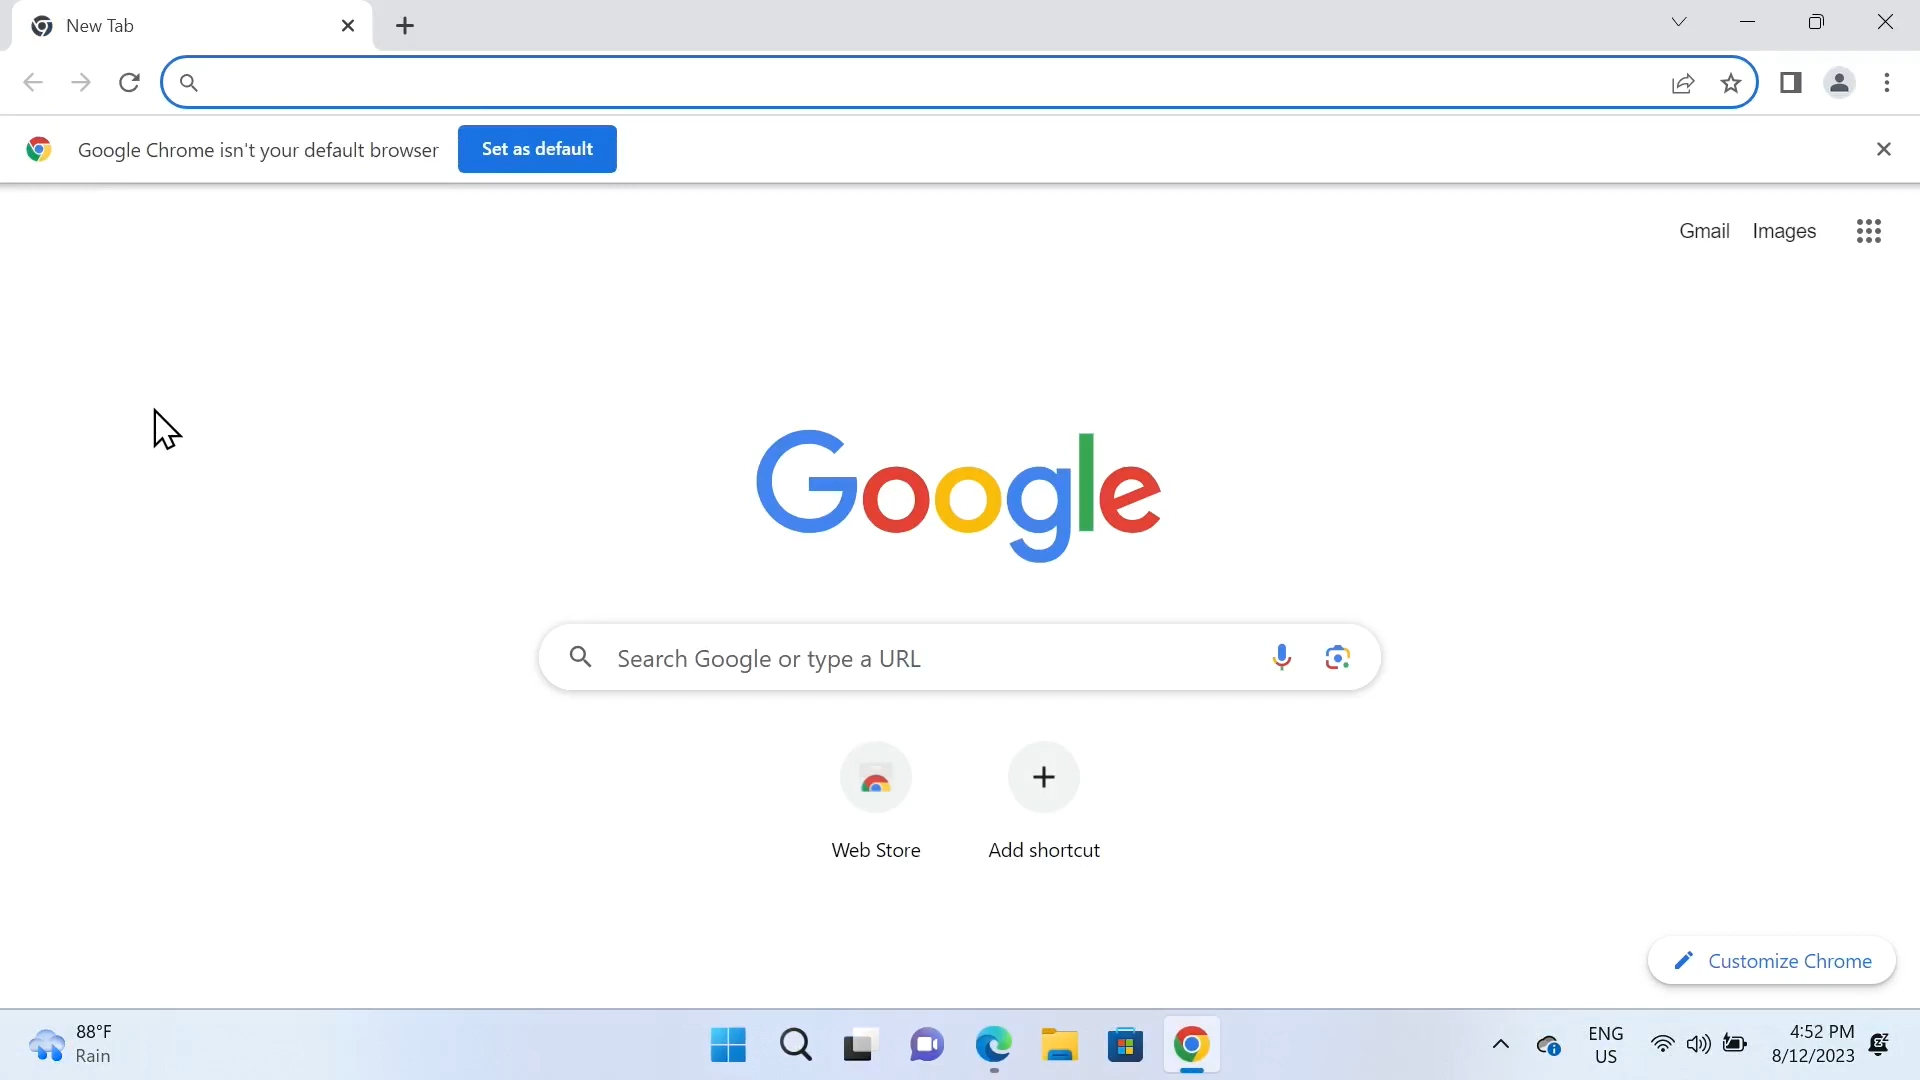 New Tab
Google Chrome isn't your default browser
Set as default
Gmail
Images
Google
Search Google or type a URL
Web Store
Add shortcut
Customize Chrome
88°F
Rain
ENG
US
4:52 PM
8/12/2023